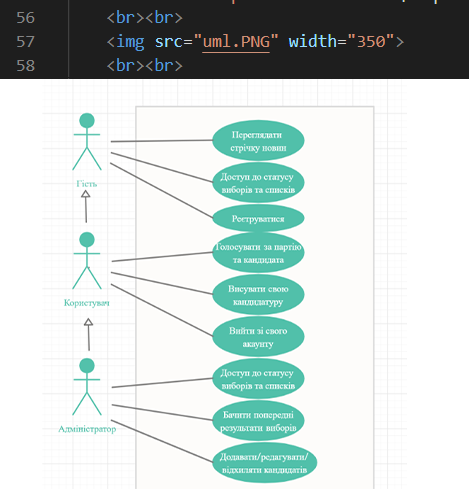 56 <br><br>
57 <img src="uml.PNG" width="350">
58 <br><br>
Переглядати
стрічку новин
Гість
Доступ до статусу
виборів та списків
Реєструватися
Голосувати за партію
та кандидата
Користувач
Висувати свою
кандидатуру
Вийти зі свого
акаунту
Адміністратор
Доступ до статусу
виборів та списків
Бачити попередні
результати виборів
Додавати/редагувати/
відхиляти кандидатів